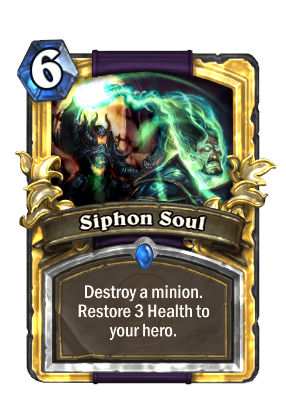 6
Siphon Soul
Destroy a minion.
Restore 3 Health to
your hero.